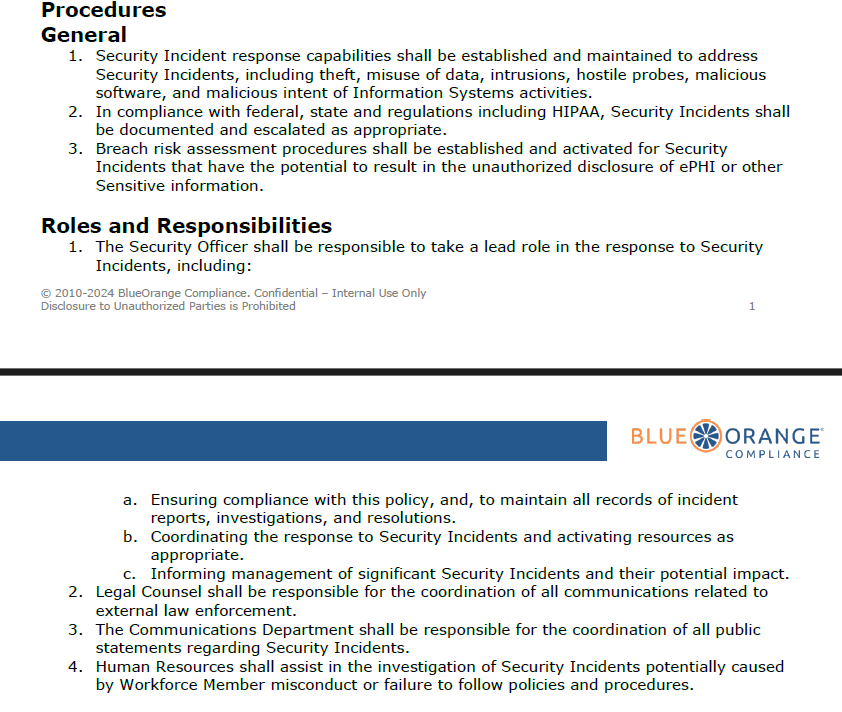 Procedures
General
1. Security Incident response capabilities shall be established and maintained to address
Security Incidents, including theft, misuse of data, intrusions, hostile probes, malicious
software, and malicious intent of Information Systems activities.
2. In compliance with federal, state and regulations including HIPAA, Security Incidents shall
be documented and escalated as appropriate.
3. Breach risk assessment procedures shall be established and activated for Security
Incidents that have the potential to result in the unauthorized disclosure of ePHI or other
Sensitive information.
Roles and Responsibilities
1. The Security Officer shall be responsible to take a lead role in the response to Security
Incidents, including:
© 2010-2024 BlueOrange Compliance. Confidential – Internal Use Only
Disclosure to Unauthorized Parties is Prohibited 1
BLUE ORANGE
COMPLIANCE
a. Ensuring compliance with this policy, and, to maintain all records of incident
reports, investigations, and resolutions.
b. Coordinating the response to Security Incidents and activating resources as
appropriate.
c. Informing management of significant Security Incidents and their potential impact.
2. Legal Counsel shall be responsible for the coordination of all communications related to
external law enforcement.
3. The Communications Department shall be responsible for the coordination of all public
statements regarding Security Incidents.
4. Human Resources shall assist in the investigation of Security Incidents potentially caused
by Workforce Member misconduct or failure to follow policies and procedures.